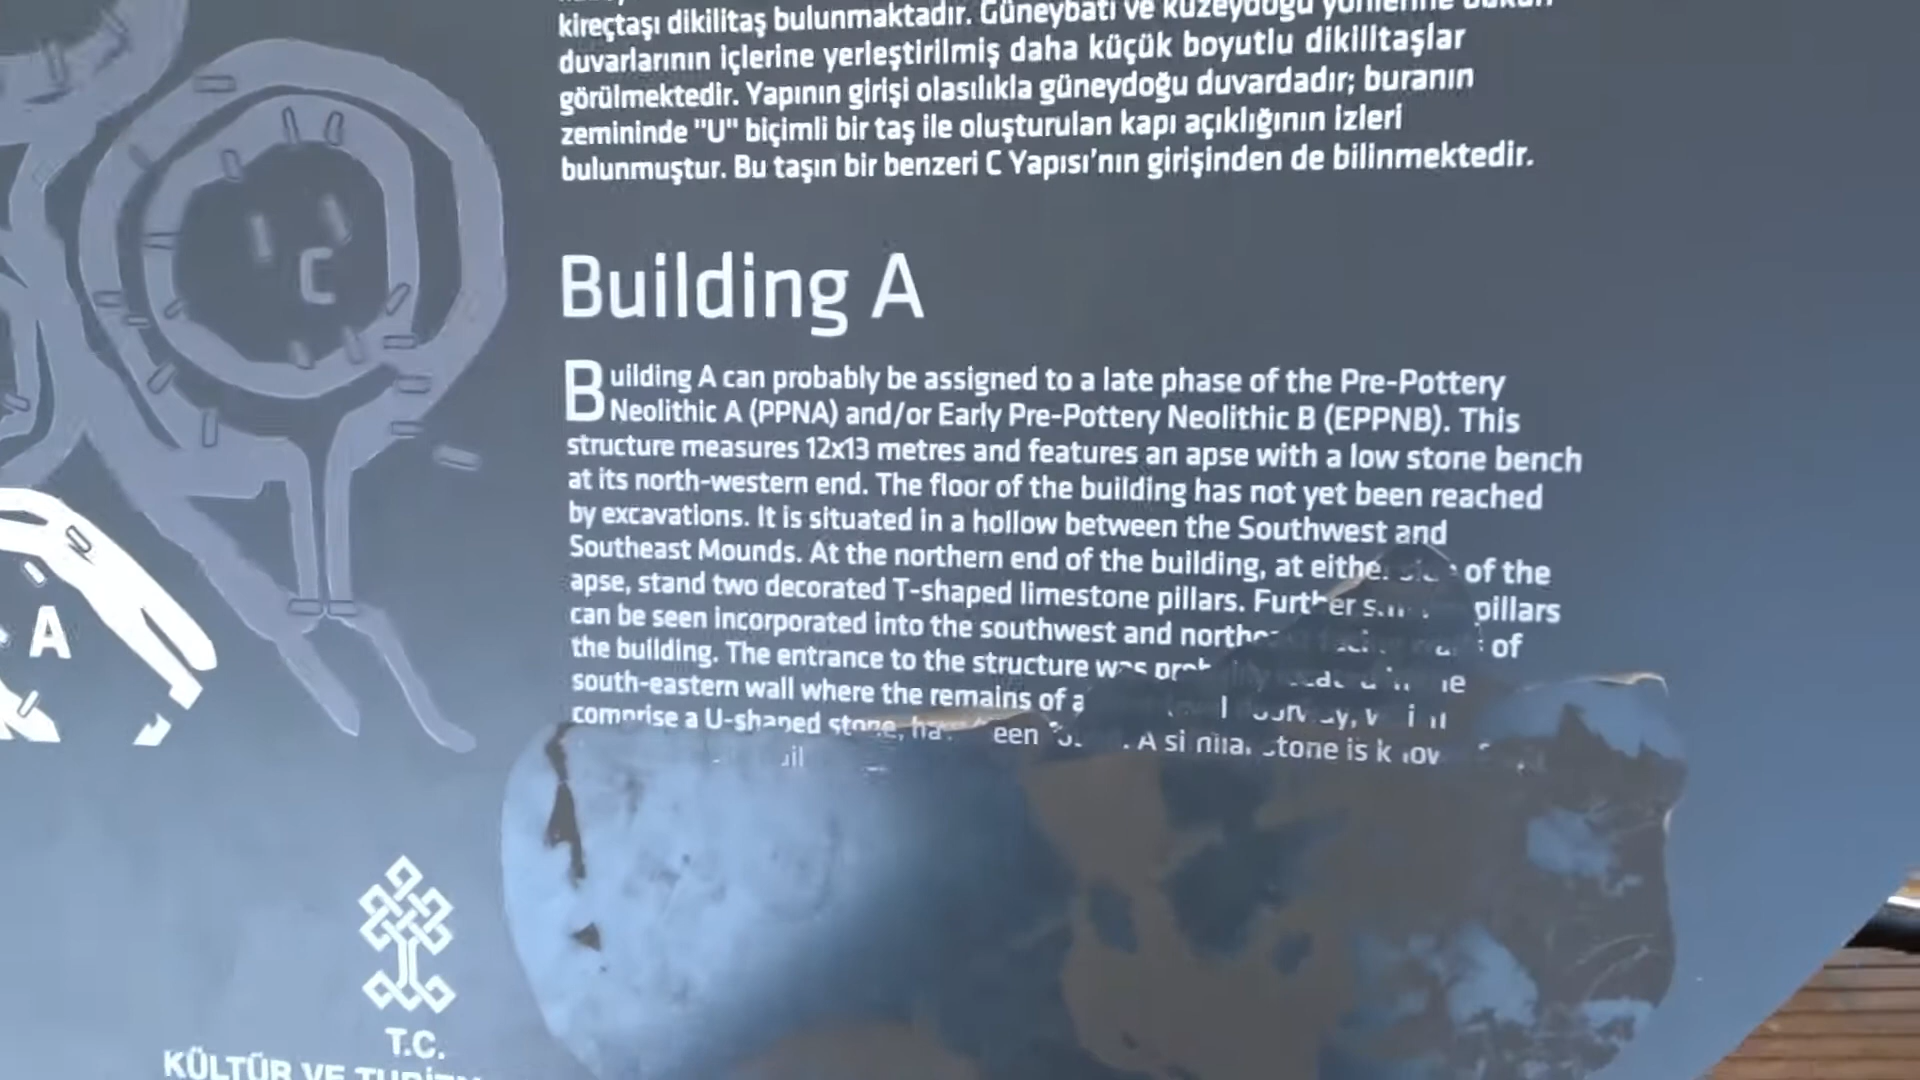 kireçtaşı dikilitaş bulunmaktadır. Güneybatı ve kuzeydoğu yönlerine
duvarlarının içlerine yerleştirilmiş daha küçük boyutlu dikilitaşlar
görülmektedir. Yapının girişi olasılıkla güneydoğu duvardadır; buranın
zemininde "U" biçimli bir taş ile oluşturulan kapı açıklığının izleri
bulunmuştur. Bu taşın bir benzeri C Yapısı'nın girişinden de bilinmektedir.
C
Building A
Building A can probably be assigned to a late phase of the Pre-Pottery
Neolithic A (PPNA) and/or Early Pre-Pottery Neolithic B (EPPNB). This
structure measures 12x13 metres and features an apse with a low stone bench
at its north-western end. The floor of the building has not yet been reached
by excavations. It is situated in a hollow between the Southwest and
Southeast Mounds. At the northern end of the building, at either side of the
apse, stand two decorated T-shaped limestone pillars. Further pillars
can be seen incorporated into the southwest and of
the building. The entrance to the structure was
south-eastern wall where the remains of a
comprise a U-shaped stone, been A stone is
A
T.C.
KÜLTÜR VE